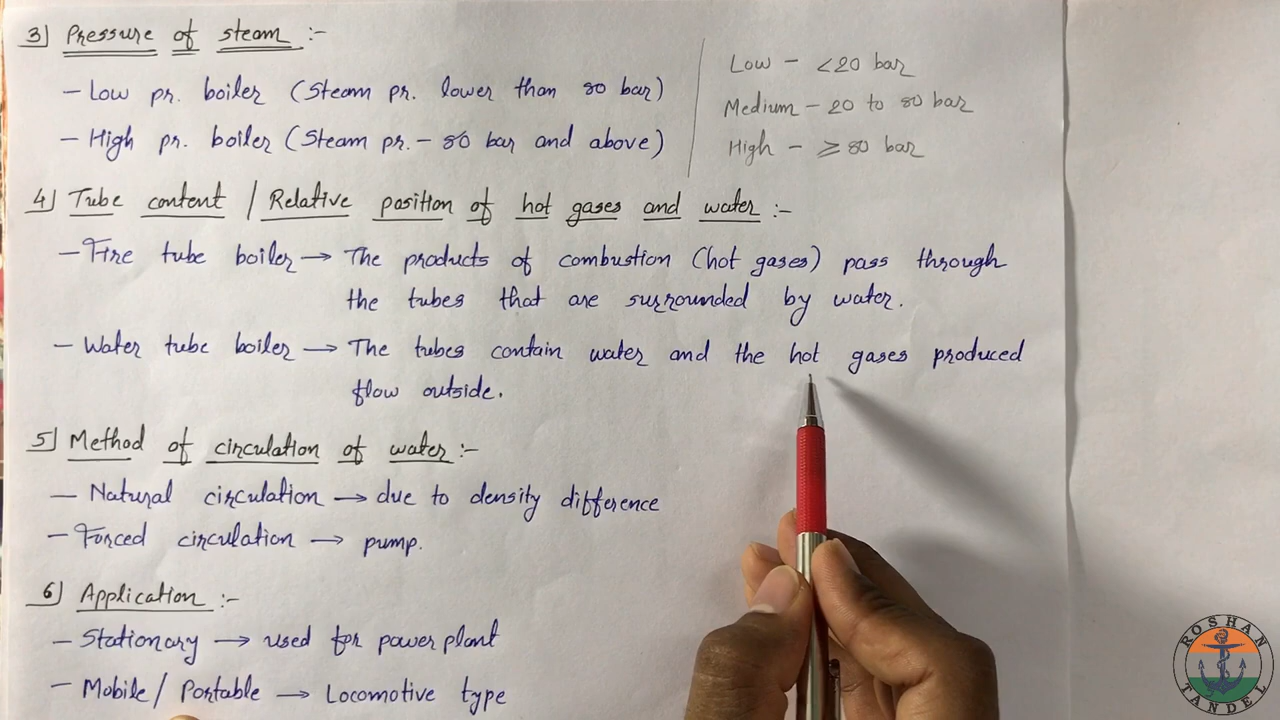 3) Pressure of steam :-
- Low pr. boiler (Steam pr. lower than 80 bar)
- High pr. boiler (Steam pr. - 80 bar and above)
Low - <20 bar
Medium - 20 to 80 bar
High - ≥ 80 bar
4) Tube content / Relative position of hot gases and water :-
- Fire tube boiler → The products of combustion (hot gases) pass through
the tubes that are surrounded by water.
- Water tube boiler → The tubes contain water and the hot gases produced
flow outside.
5) Method of circulation of water :-
- Natural circulation → due to density difference
- Forced circulation → pump.
6) Application :-
- Stationary → used for power plant
- Mobile / Portable → Locomotive type
ROSHAN
TANDEL